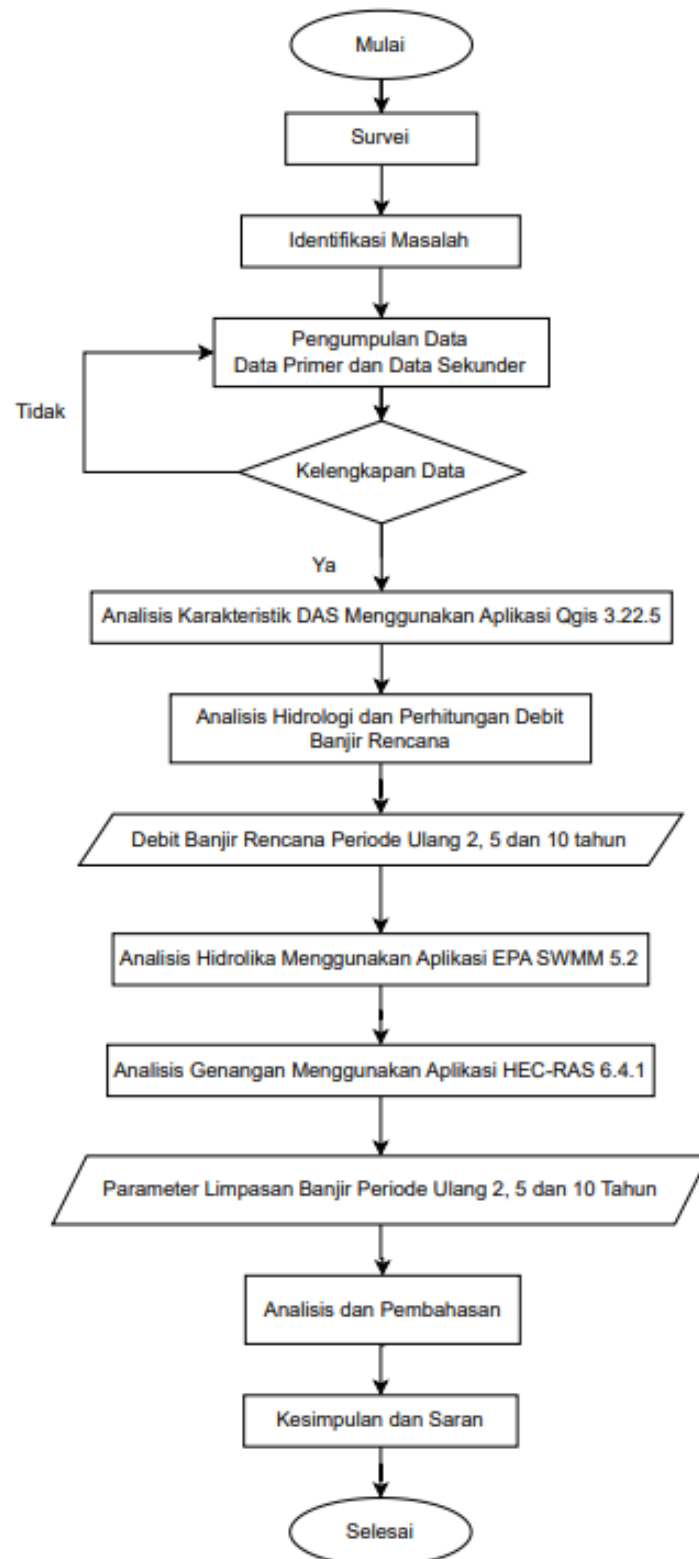 Mulai
Survei
Identifikasi Masalah
Pengumpulan Data
Data Primer dan Data Sekunder
Tidak
Kelengkapan Data
Ya
Analisis Karakteristik DAS Menggunakan Aplikasi Qgis 3.22.5
Analisis Hidrologi dan Perhitungan Debit
Banjir Rencana
Debit Banjir Rencana Periode Ulang 2, 5 dan 10 tahun
Analisis Hidrolika Menggunakan Aplikasi EPA SWMM 5.2
Analisis Genangan Menggunakan Aplikasi HEC-RAS 6.4.1
Parameter Limpasan Banjir Periode Ulang 2, 5 dan 10 Tahun
Analisis dan Pembahasan
Kesimpulan dan Saran
Selesai